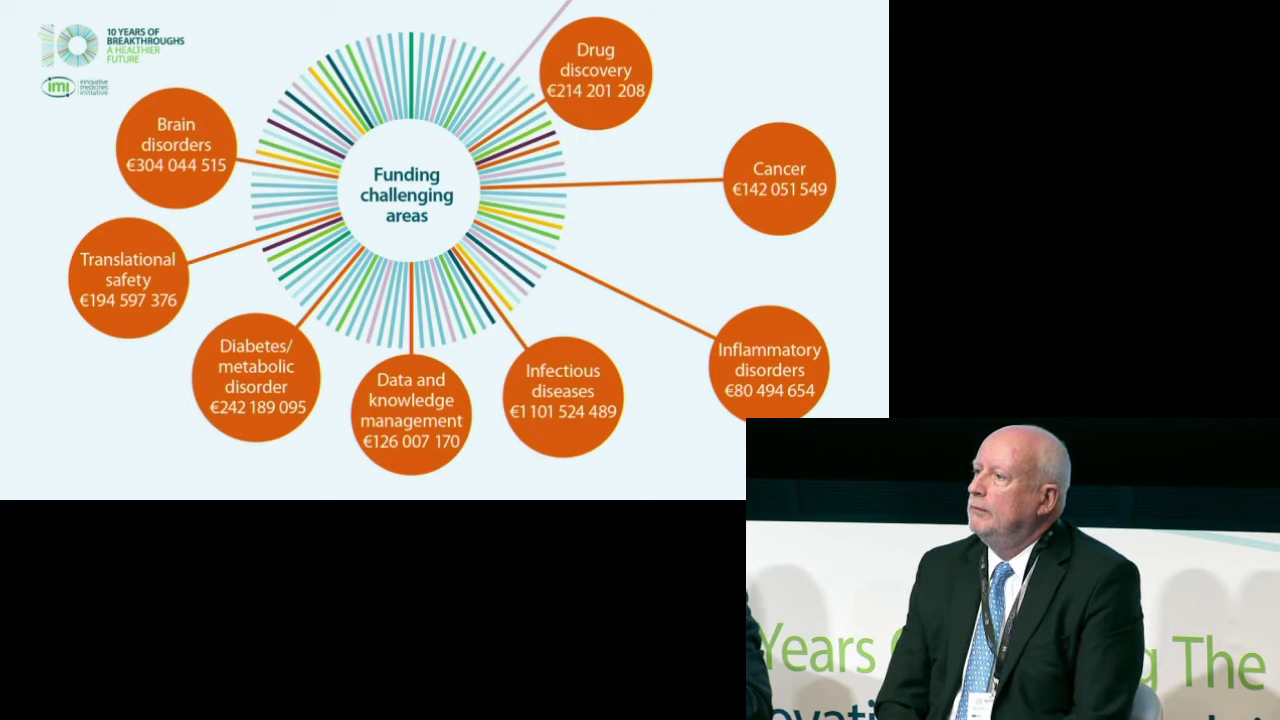 10 YEARS OF
BREAKTHROUGHS
A HEALTHIER
FUTURE
imi
innovative
medicines
initiative
Funding
challenging
areas
Drug
discovery
€214 201 208
Cancer
€142 051 549
Inflammatory
disorders
€80 494 654
Infectious
diseases
€1 101 524 489
Data and
knowledge
management
€126 007 170
Diabetes/
metabolic
disorder
€242 189 095
Translational
safety
€194 597 376
Brain
disorders
€304 044 515
Years
The